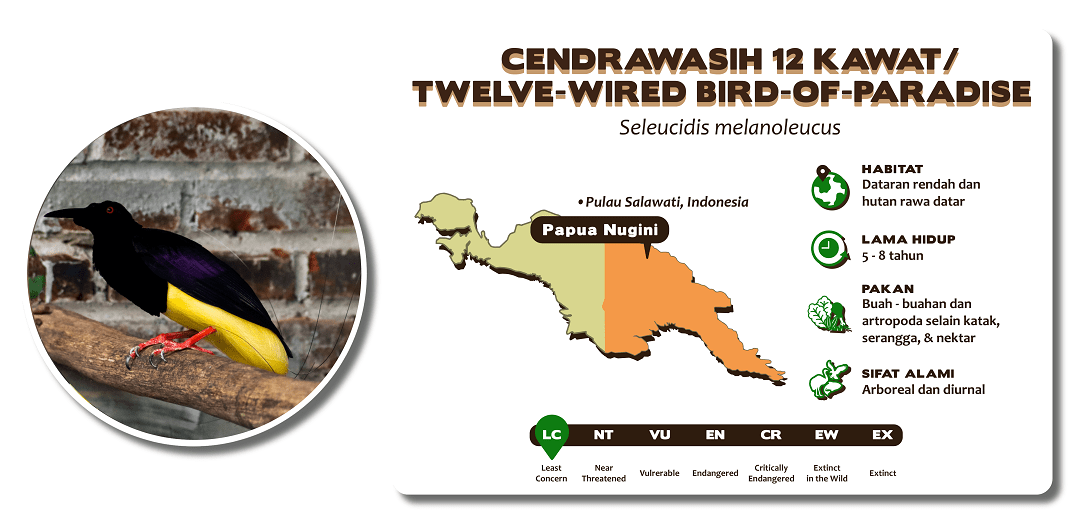 CENDRAWASIH 12 KAWAT/
TWELVE-WIRED BIRD-OF-PARADISE
Seleucidis melanoleucus
• Pulau Salawati, Indonesia
Papua Nugini
HABITAT
Dataran rendah dan
hutan rawa datar
LAMA HIDUP
5 - 8 tahun
PAKAN
Buah - buahan dan
artropoda selain katak,
serangga, & nektar
SIFAT ALAMI
Arboreal dan diurnal
LC NT VU EN CR EW EX
Least Concern Near Threatened Vulrerable Endangered Critically Endangered Extinct in the Wild Extinct